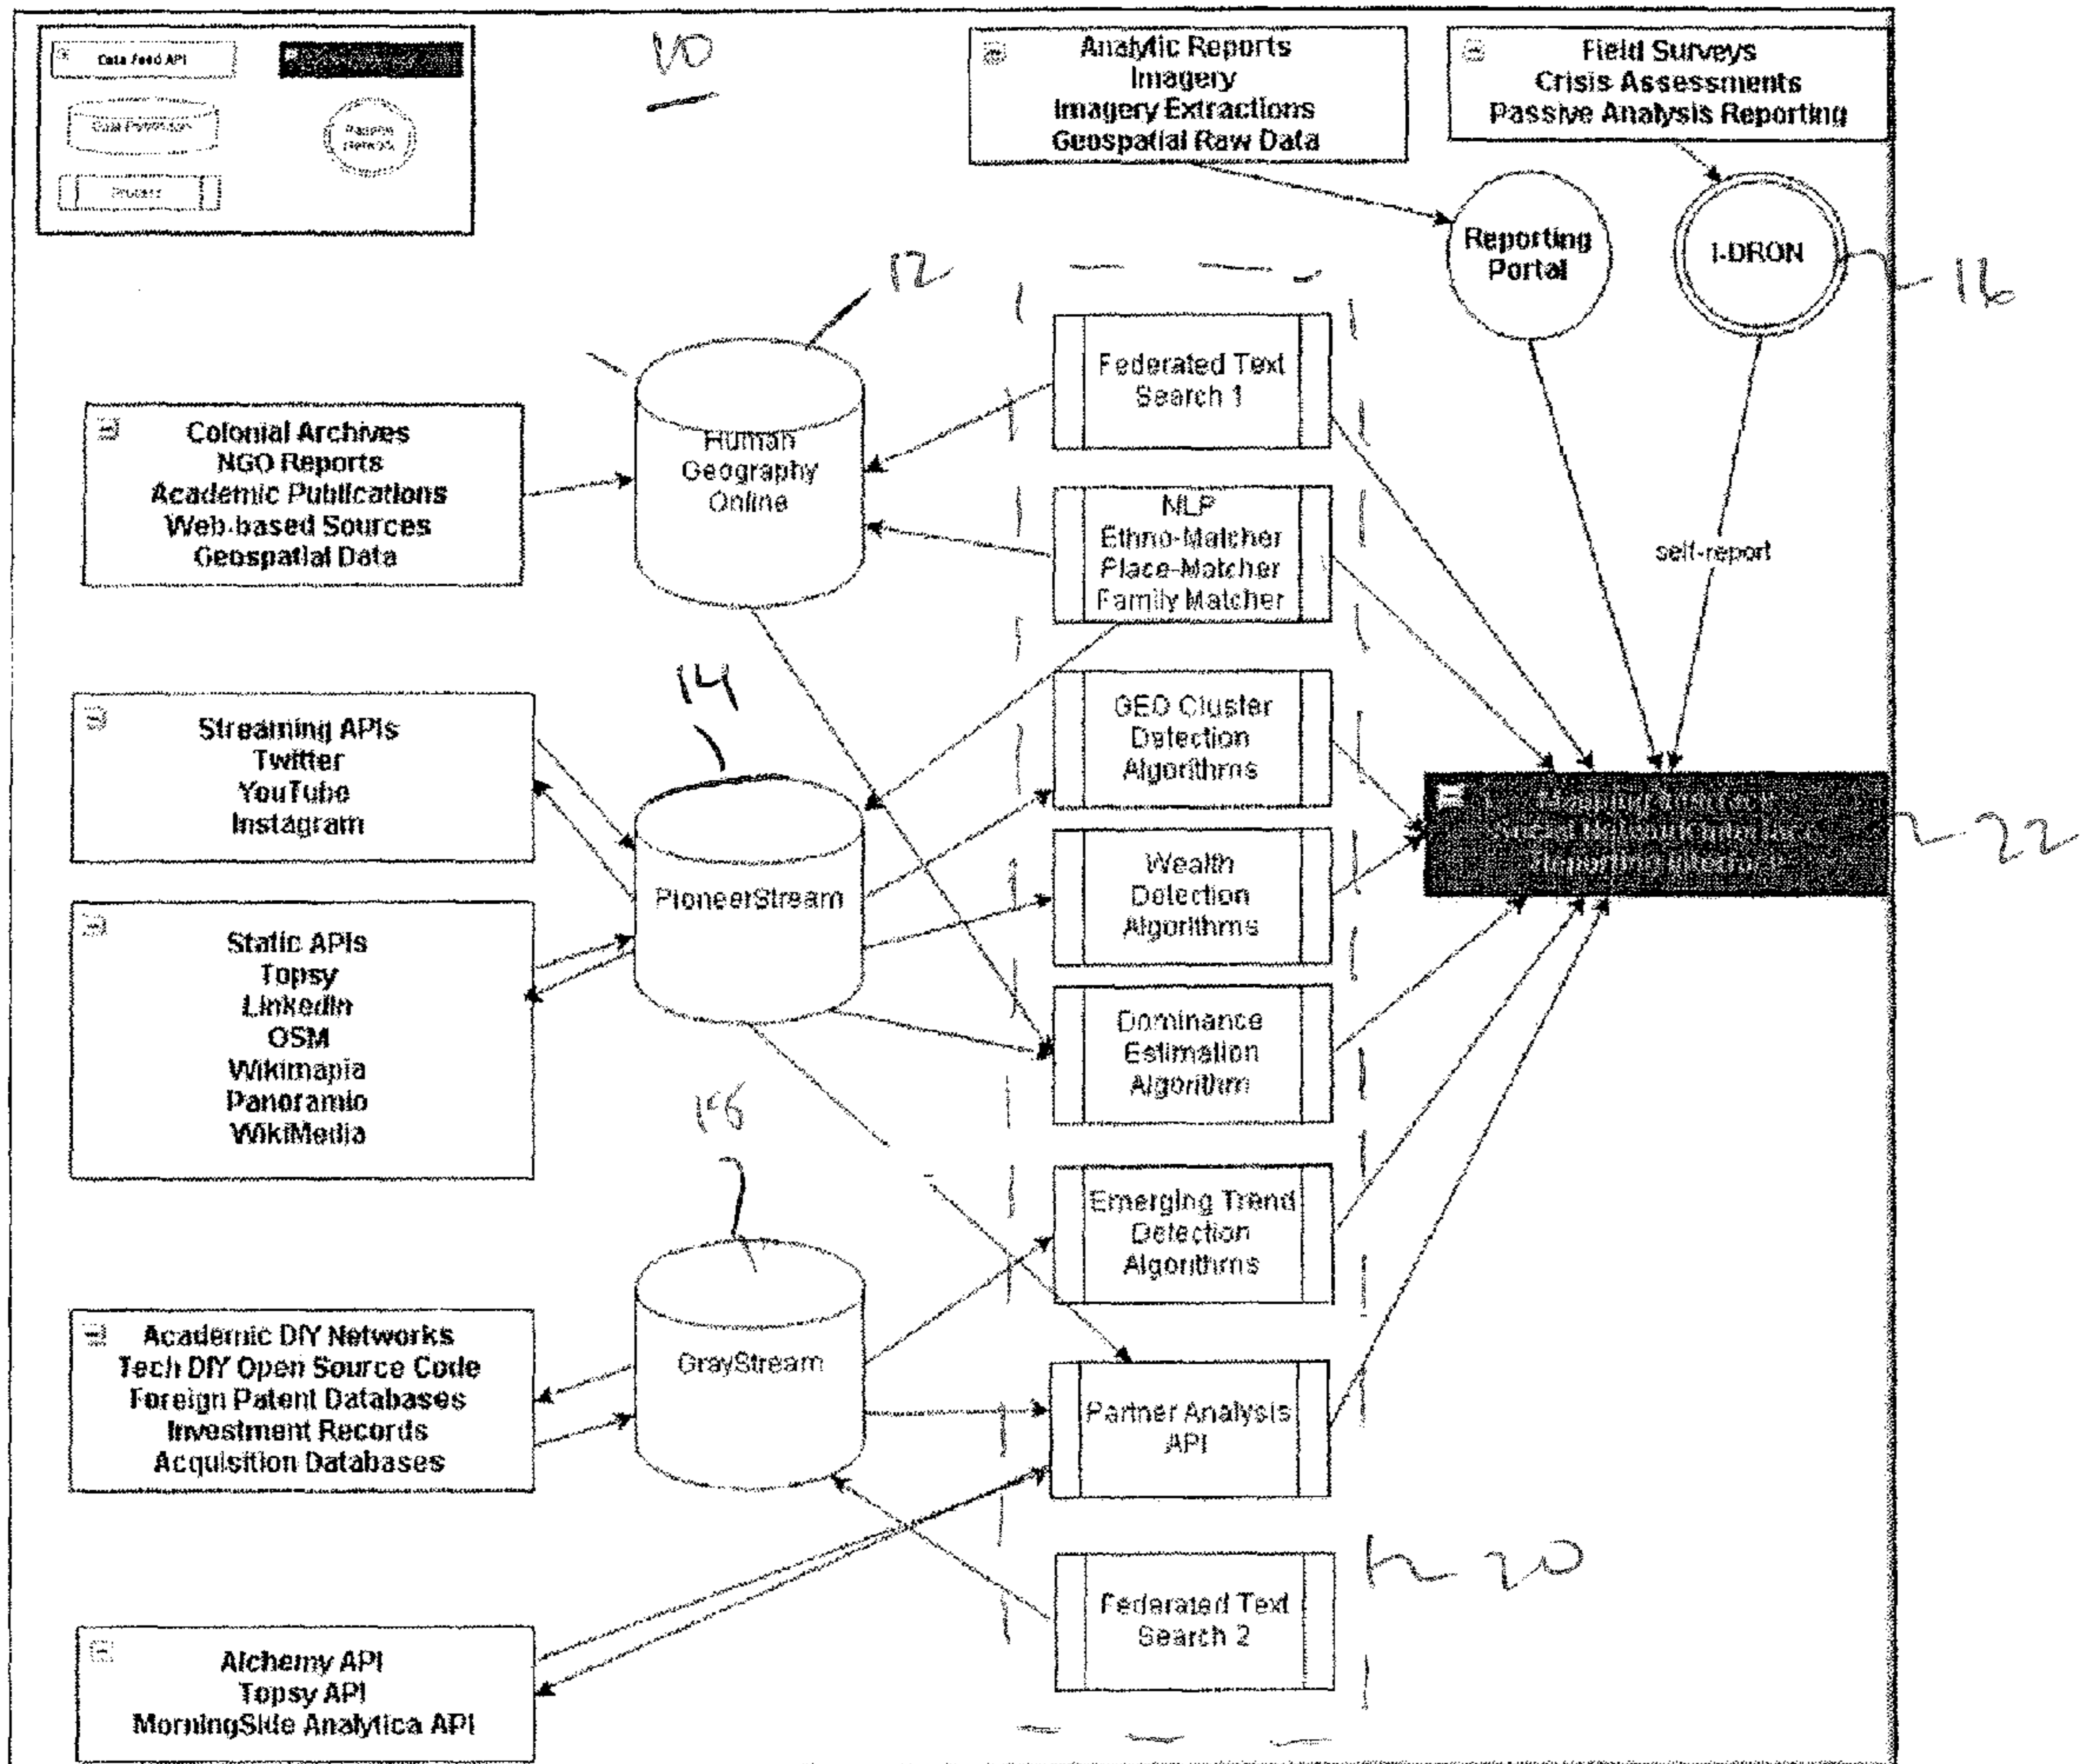 Data Feed API
Process
10
Analytic Reports
Imagery
Imagery Extractions
Geospatial Raw Data
Field Surveys
Crisis Assessments
Passive Analysis Reporting
Reporting
Portal
I-DRON
16
12
Federated Text
Search 1
Colonial Archives
NGO Reports
Academic Publications
Web-based Sources
Geospatial Data
Human
Geography
Online
NLP
Ethno-Matcher
Place-Matcher
Family Matcher
self-report
14
Streaming APIs
Twitter
YouTube
Instagram
GEO Cluster
Detection
Algorithms
PioneerStream
Wealth
Detection
Algorithms
22
Static APIs
Topsy
LinkedIn
OSM
Wikimapia
Panoramio
WikiMedia
Dominance
Estimation
Algorithm
Emerging Trend
Detection
Algorithms
Academic DIY Networks
Tech DIY Open Source Code
Foreign Patent Databases
Investment Records
Acquisition Databases
GrayStream
Partner Analysis
API
20
Federated Text
Search 2
Alchemy API
Topsy API
MorningSide Analytica API